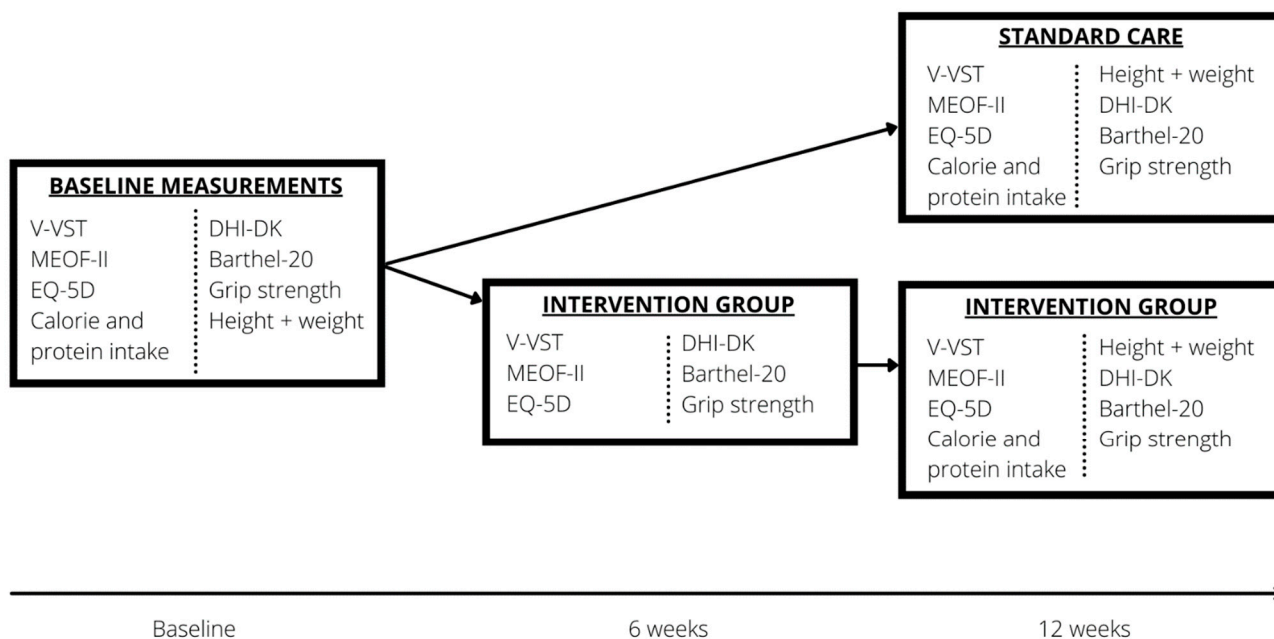 STANDARD CARE
V-VST
MEOF-II
EQ-5D
Calorie and
protein intake
Height + weight
DHI-DK
Barthel-20
Grip strength
BASELINE MEASUREMENTS
V-VST
MEOF-II
EQ-5D
Calorie and
protein intake
DHI-DK
Barthel-20
Grip strength
Height + weight
INTERVENTION GROUP
V-VST
MEOF-II
EQ-5D
DHI-DK
Barthel-20
Grip strength
INTERVENTION GROUP
V-VST
MEOF-II
EQ-5D
Calorie and
protein intake
Height + weight
DHI-DK
Barthel-20
Grip strength
Baseline
6 weeks
12 weeks